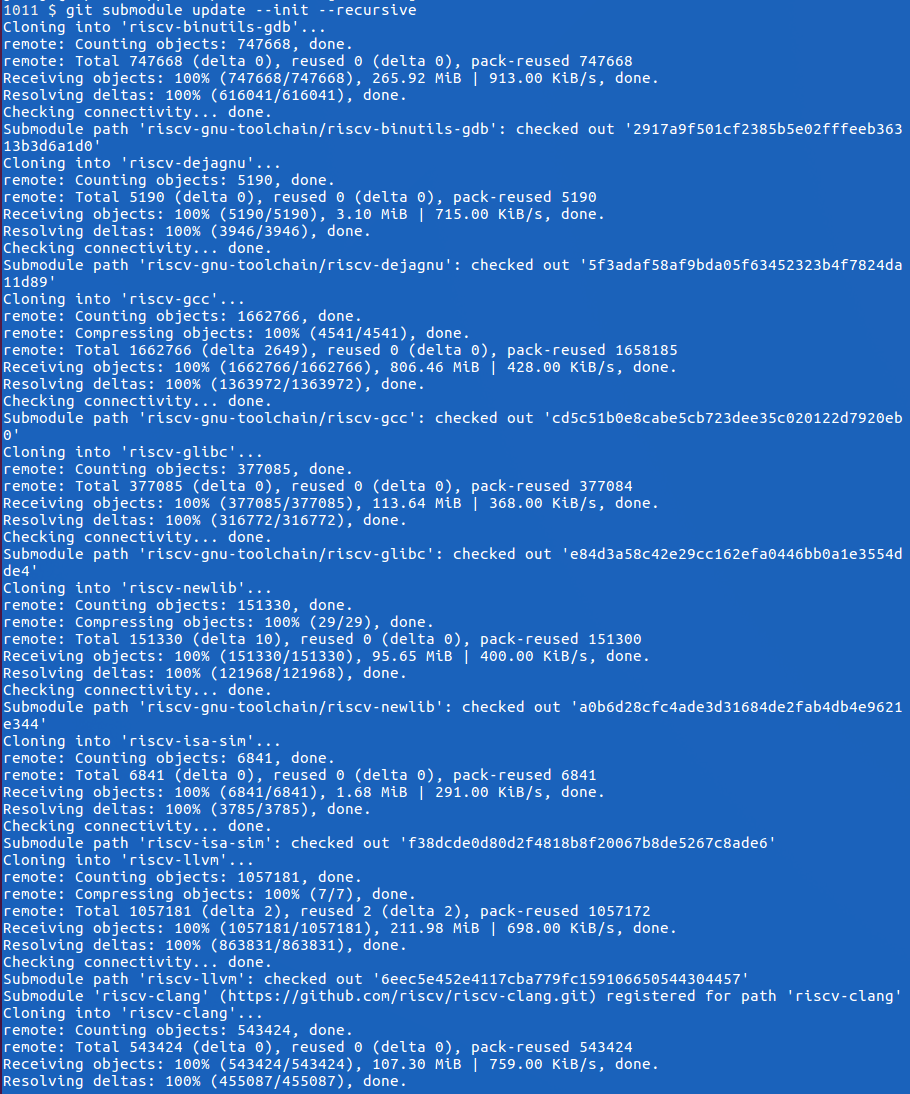 1011 $ git submodule update --init --recursive
Cloning into 'riscv-binutils-gdb'...
remote: Counting objects: 747668, done.
remote: Total 747668 (delta 0), reused 0 (delta 0), pack-reused 747668
Receiving objects: 100% (747668/747668), 265.92 MiB | 913.00 KiB/s, done.
Resolving deltas: 100% (616041/616041), done.
Checking connectivity... done.
Submodule path 'riscv-gnu-toolchain/riscv-binutils-gdb': checked out '2917a9f501cf2385b5e02fffeeb363
13b3d6a1d0'
Cloning into 'riscv-dejagnu'...
remote: Counting objects: 5190, done.
remote: Total 5190 (delta 0), reused 0 (delta 0), pack-reused 5190
Receiving objects: 100% (5190/5190), 3.10 MiB | 715.00 KiB/s, done.
Resolving deltas: 100% (3946/3946), done.
Checking connectivity... done.
Submodule path 'riscv-gnu-toolchain/riscv-dejagnu': checked out '5f3adaf58af9bda05f63452323b4f7824da
11d89'
Cloning into 'riscv-gcc'...
remote: Counting objects: 1662766, done.
remote: Compressing objects: 100% (4541/4541), done.
remote: Total 1662766 (delta 2649), reused 0 (delta 0), pack-reused 1658185
Receiving objects: 100% (1662766/1662766), 806.46 MiB | 428.00 KiB/s, done.
Resolving deltas: 100% (1363972/1363972), done.
Checking connectivity... done.
Submodule path 'riscv-gnu-toolchain/riscv-gcc': checked out 'cd5c51b0e8cabe5cb723dee35c020122d7920eb
0'
Cloning into 'riscv-glibc'...
remote: Counting objects: 377085, done.
remote: Total 377085 (delta 0), reused 0 (delta 0), pack-reused 377084
Receiving objects: 100% (377085/377085), 113.64 MiB | 368.00 KiB/s, done.
Resolving deltas: 100% (316772/316772), done.
Checking connectivity... done.
Submodule path 'riscv-gnu-toolchain/riscv-glibc': checked out 'e84d3a58c42e29cc162efa0446bb0a1e3554d
de4'
Cloning into 'riscv-newlib'...
remote: Counting objects: 151330, done.
remote: Compressing objects: 100% (29/29), done.
remote: Total 151330 (delta 10), reused 0 (delta 0), pack-reused 151300
Receiving objects: 100% (151330/151330), 95.65 MiB | 400.00 KiB/s, done.
Resolving deltas: 100% (121968/121968), done.
Checking connectivity... done.
Submodule path 'riscv-gnu-toolchain/riscv-newlib': checked out 'a0b6d28cfc4ade3d31684de2fab4db4e9621
e344'
Cloning into 'riscv-isa-sim'...
remote: Counting objects: 6841, done.
remote: Total 6841 (delta 0), reused 0 (delta 0), pack-reused 6841
Receiving objects: 100% (6841/6841), 1.68 MiB | 291.00 KiB/s, done.
Resolving deltas: 100% (3785/3785), done.
Checking connectivity... done.
Submodule path 'riscv-isa-sim': checked out 'f38dcde0d80d2f4818b8f20067b8de5267c8ade6'
Cloning into 'riscv-llvm'...
remote: Counting objects: 1057181, done.
remote: Compressing objects: 100% (7/7), done.
remote: Total 1057181 (delta 2), reused 2 (delta 2), pack-reused 1057172
Receiving objects: 100% (1057181/1057181), 211.98 MiB | 698.00 KiB/s, done.
Resolving deltas: 100% (863831/863831), done.
Checking connectivity... done.
Submodule path 'riscv-llvm': checked out '6eec5e452e4117cba779fc159106650544304457'
Submodule 'riscv-clang' (https://github.com/riscv/riscv-clang.git) registered for path 'riscv-clang'
Cloning into 'riscv-clang'...
remote: Counting objects: 543424, done.
remote: Total 543424 (delta 0), reused 0 (delta 0), pack-reused 543424
Receiving objects: 100% (543424/543424), 107.30 MiB | 759.00 KiB/s, done.
Resolving deltas: 100% (455087/455087), done.